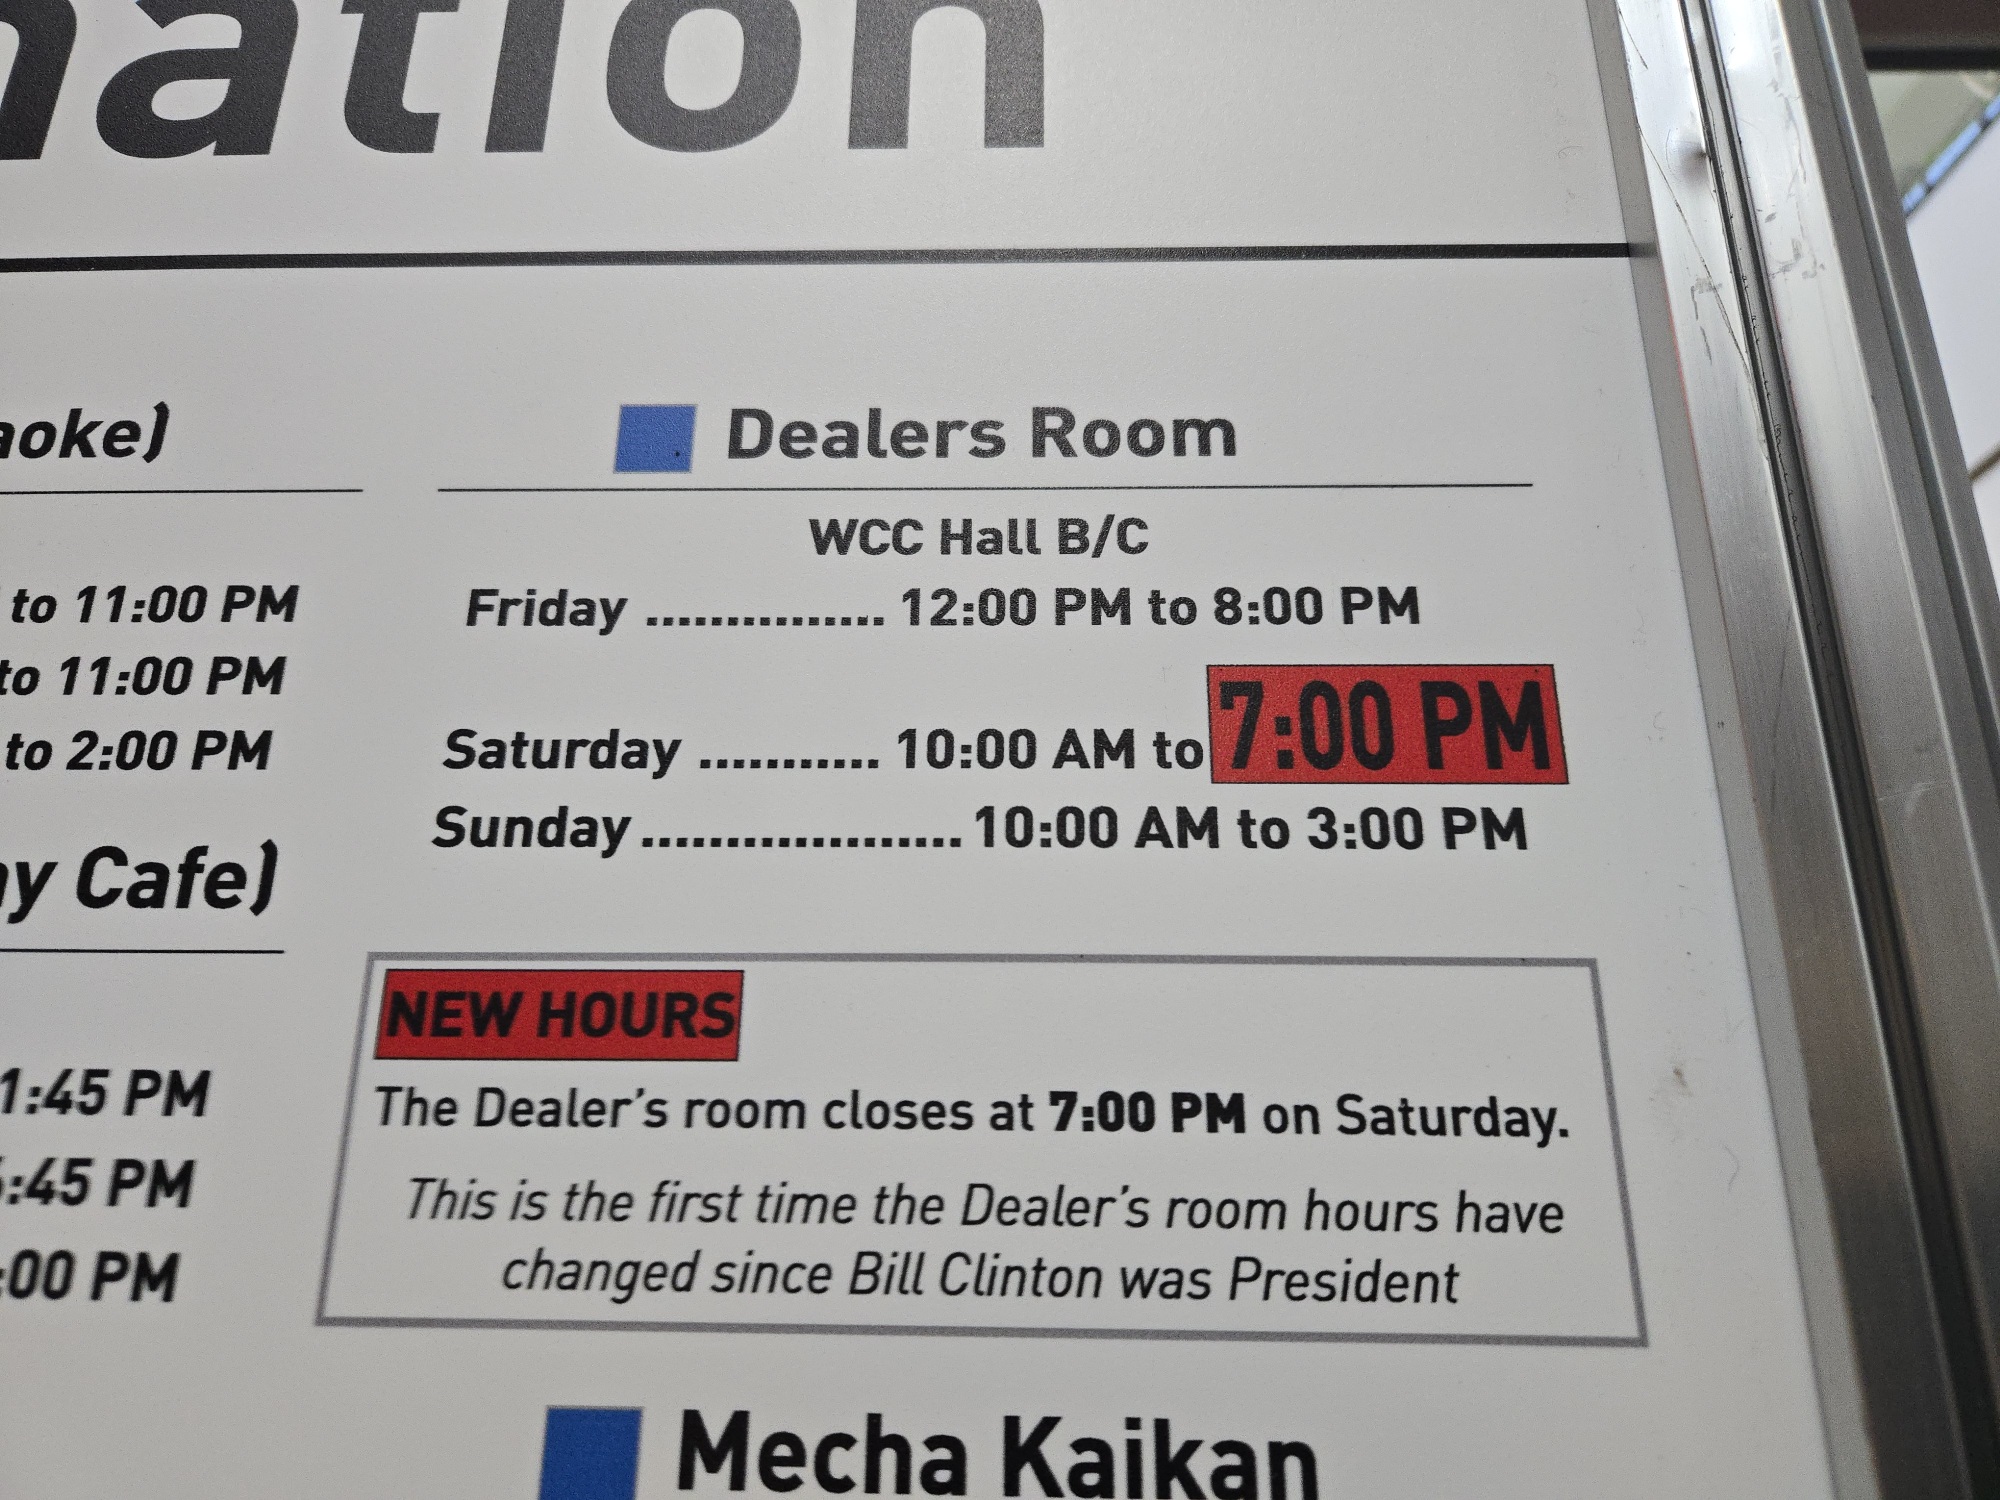 aoke)
to 11:00 PM
to 11:00 PM
to 2:00 PM
Cafe)
1:45 PM
:45 PM
:00 PM
Dealers Room
WCC Hall B/C
Friday ............... 12:00 PM to 8:00 PM
Saturday ........... 10:00 AM to 7:00 PM
Sunday ................... 10:00 AM to 3:00 PM
NEW HOURS
The Dealer's room closes at 7:00 PM on Saturday.
This is the first time the Dealer's room hours have
changed since Bill Clinton was President
Mecha Kaikan